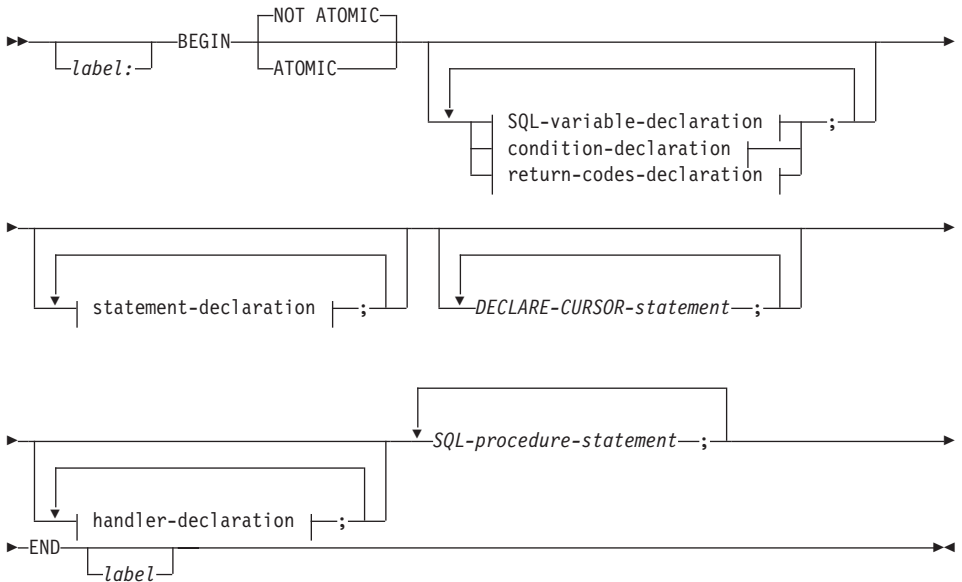 NOT ATOMIC
label: BEGIN ATOMIC
SQL-variable-declaration ;
condition-declaration
return-codes-declaration
statement-declaration ; DECLARE-CURSOR-statement ;
SQL-procedure-statement ;
handler-declaration ;
END label